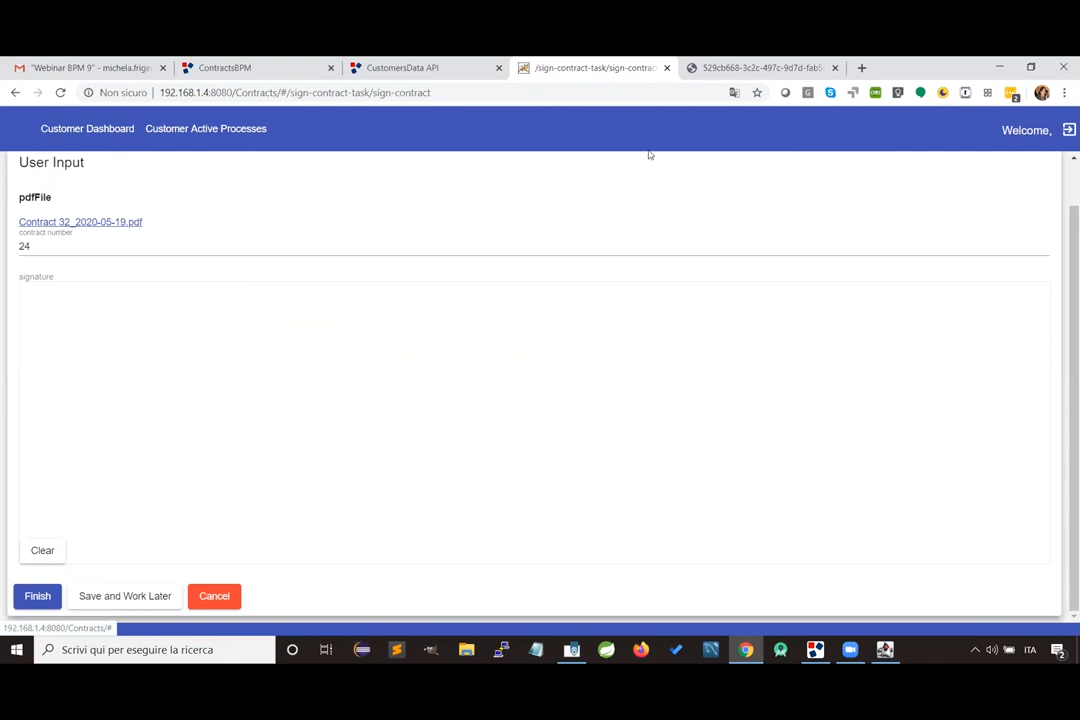 "Webinar BPM 9" - michela.frige
ContractsBPM
CustomersData API
/sign-contract-task/sign-contrac
529cb668-3c2c-497c-9d7d-fab5
Non sicuro | 192.168.1.4:8080/Contracts/#/sign-contract-task/sign-contract
Customer Dashboard Customer Active Processes
Welcome,
User Input
pdfFile
Contract 32_2020-05-19.pdf
contract number
24
signature
Clear
Finish
Save and Work Later
Cancel
192.168.1.4:8080/Contracts/#
Scrivi qui per eseguire la ricerca
ITA
2